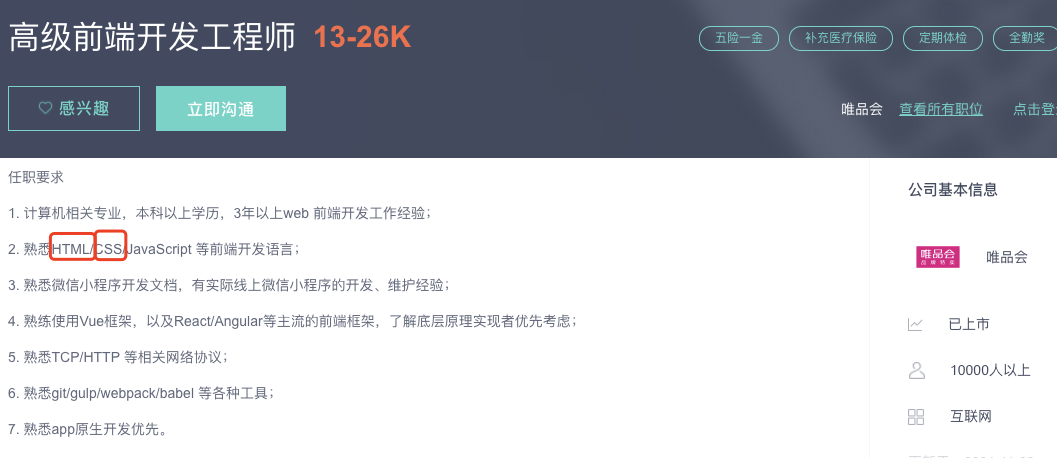 高级前端开发工程师 13-26K
五险一金 补充医疗保险 定期体检 全勤奖
感兴趣 立即沟通
唯品会 查看所有职位 点击登
任职要求
1. 计算机相关专业，本科以上学历，3年以上web 前端开发工作经验；
2. 熟悉HTML/CSS/JavaScript 等前端开发语言；
3. 熟悉微信小程序开发文档，有实际线上微信小程序的开发、维护经验；
4. 熟练使用Vue框架，以及React/Angular等主流的前端框架，了解底层原理实现者优先考虑；
5. 熟悉TCP/HTTP 等相关网络协议；
6. 熟悉git/gulp/webpack/babel 等各种工具；
7. 熟悉app原生开发优先。
公司基本信息
唯品会
品牌特卖
唯品会
已上市
10000人以上
互联网